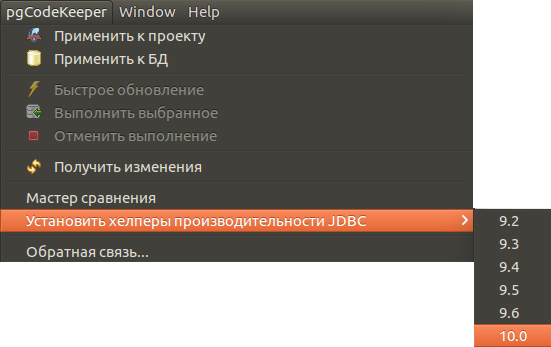 pgCodeKeeper Window Help
Применить к проекту
Применить к БД
Быстрое обновление
Выполнить выбранное
Отменить выполнение
Получить изменения
Мастер сравнения
Установить хелперы производительности JDBC
Обратная связь...
9.2
9.3
9.4
9.5
9.6
10.0